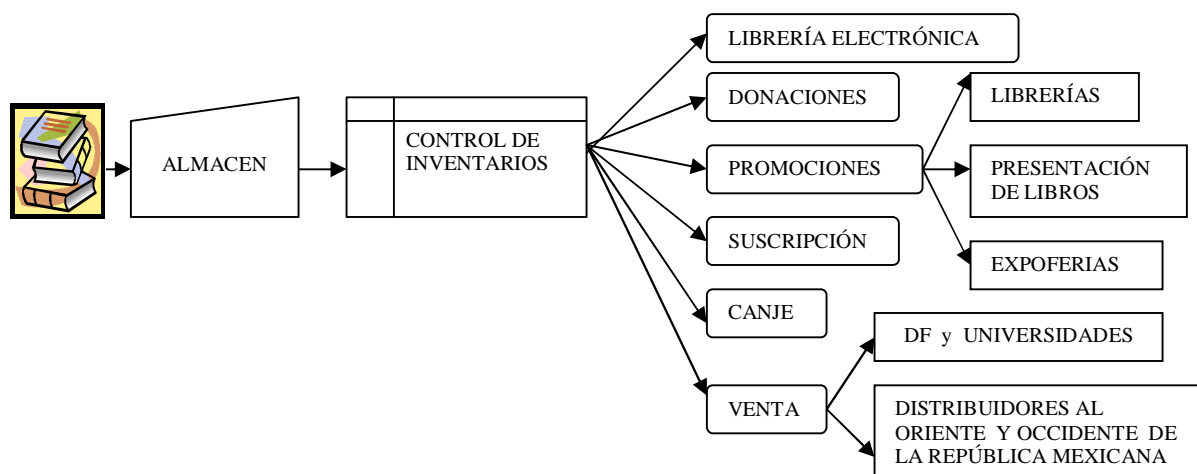 ALMACEN
CONTROL DE
INVENTARIOS
LIBRERÍA ELECTRÓNICA
DONACIONES
PROMOCIONES
SUSCRIPCIÓN
CANJE
VENTA
LIBRERÍAS
PRESENTACIÓN
DE LIBROS
EXPOFERIAS
DF y UNIVERSIDADES
DISTRIBUIDORES AL
ORIENTE Y OCCIDENTE DE
LA REPÚBLICA MEXICANA